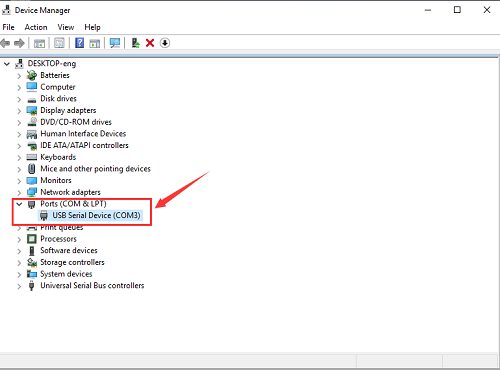 Device Manager
File Action View Help
DESKTOP-eng
Batteries
Computer
Disk drives
Display adapters
DVD/CD-ROM drives
Human Interface Devices
IDE ATA/ATAPI controllers
Keyboards
Mice and other pointing devices
Monitors
Network adapters
Ports (COM & LPT)
USB Serial Device (COM3)
Print queues
Processors
Software devices
Storage controllers
System devices
Universal Serial Bus controllers